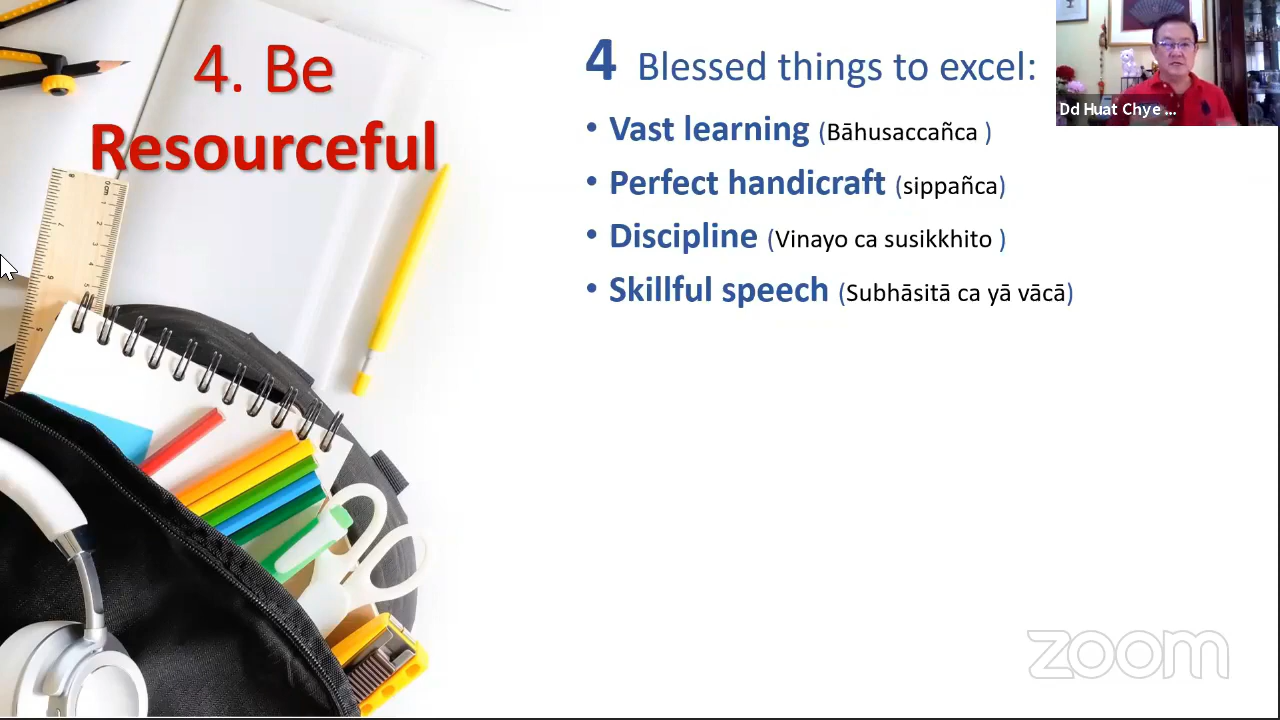 4. Be
Resourceful
4 Blessed things to excel:
• Vast learning (Bāhusaccañca )
• Perfect handicraft (sippañca)
• Discipline (Vinayo ca susikkhito )
• Skillful speech (Subhāsitā ca yā vācā)
Dd Huat Chye ...
zoom